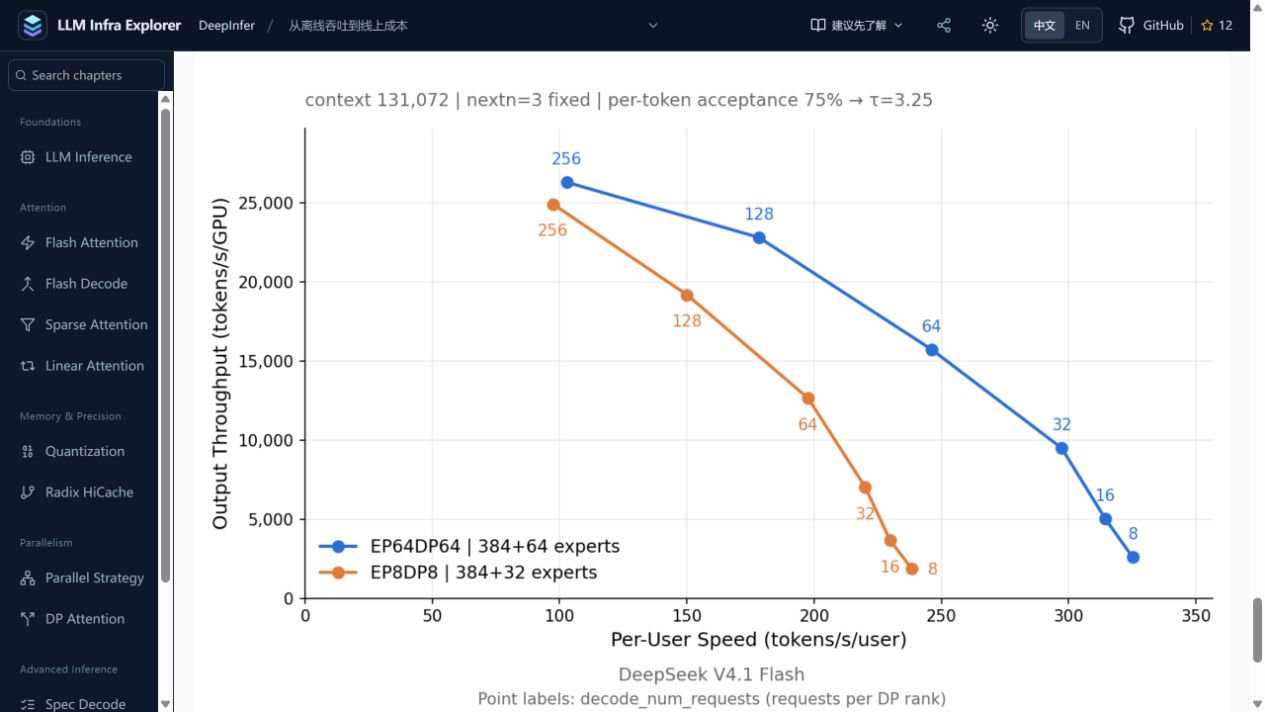 LLM Infra Explorer DeepInfer / 从离线吞吐到线上成本 建议先了解 中文 EN GitHub 12
Search chapters
Foundations
LLM Inference
Attention
Flash Attention
Flash Decode
Sparse Attention
Linear Attention
Memory & Precision
Quantization
Radix HiCache
Parallelism
Parallel Strategy
DP Attention
Advanced Inference
Spec Decode
context 131,072 | nextn=3 fixed | per-token acceptance 75% → τ=3.25
Output Throughput (tokens/s/GPU)
25,000
20,000
15,000
10,000
5,000
0
256
128
64
32
16
8
256
128
64
32
16
8
EP64DP64 | 384+64 experts
EP8DP8 | 384+32 experts
0 50 100 150 200 250 300 350
Per-User Speed (tokens/s/user)
DeepSeek V4.1 Flash
Point labels: decode_num_requests (requests per DP rank)